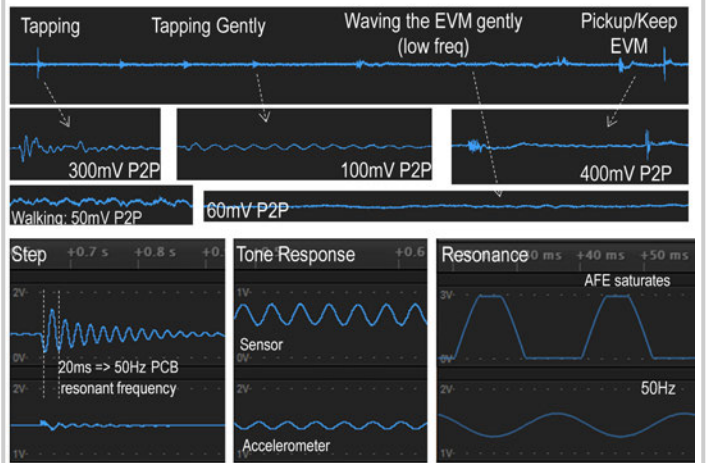 Tapping
Tapping Gently
Waving the EVM gently
(low freq)
Pickup/Keep
EVM
300mV P2P
100mV P2P
400mV P2P
Walking: 50mV P2P
60mV P2P
Step
+0.7 s
+0.8 s
2V
0V
20ms => 50Hz PCB
resonant frequency
2V
1V
Tone Response
+0.6
1V
Sensor
0V
2V
Accelerometer
1V
Resonance
0 ms
+40 ms
+50 ms
AFE saturates
3V
0V
50Hz
2V
1V